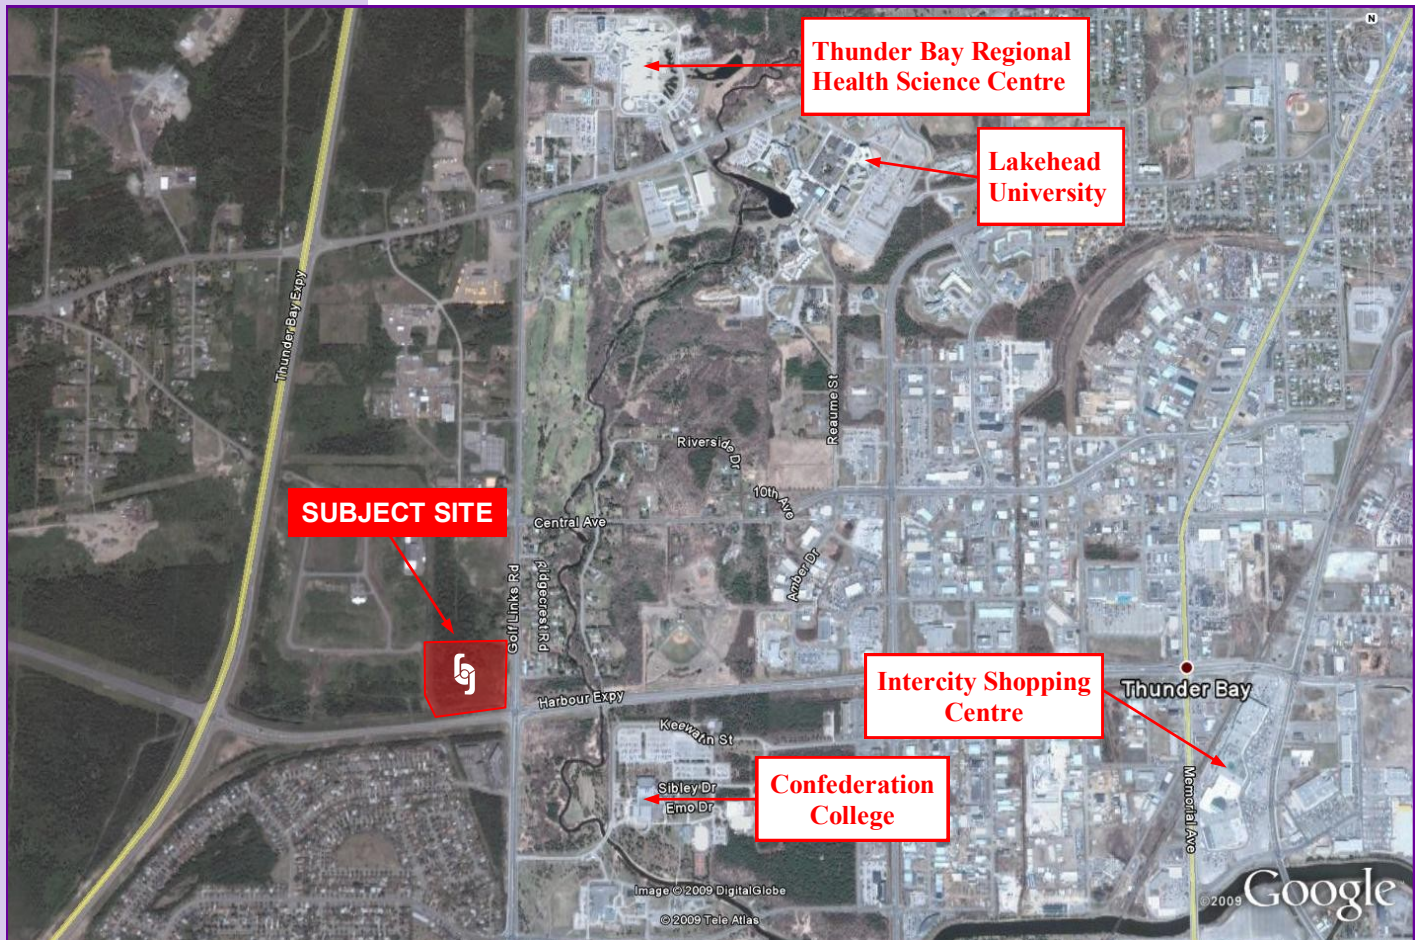 N
Thunder Bay Regional
Health Science Centre
Lakehead
University
Thunder Bay Expy
Reaume St
Riverside Dr
10th Ave
SUBJECT SITE
Central Ave
Golf Links Rd
Ridgecrest Rd
Amber Dr
Harbour Expy
Intercity Shopping
Centre
Thunder Bay
Keewatin St
Memorial Ave
Sibley Dr
Emo Dr
Confederation
College
Image © 2009 DigitalGlobe
© 2009 Tele Atlas
©2009 Google